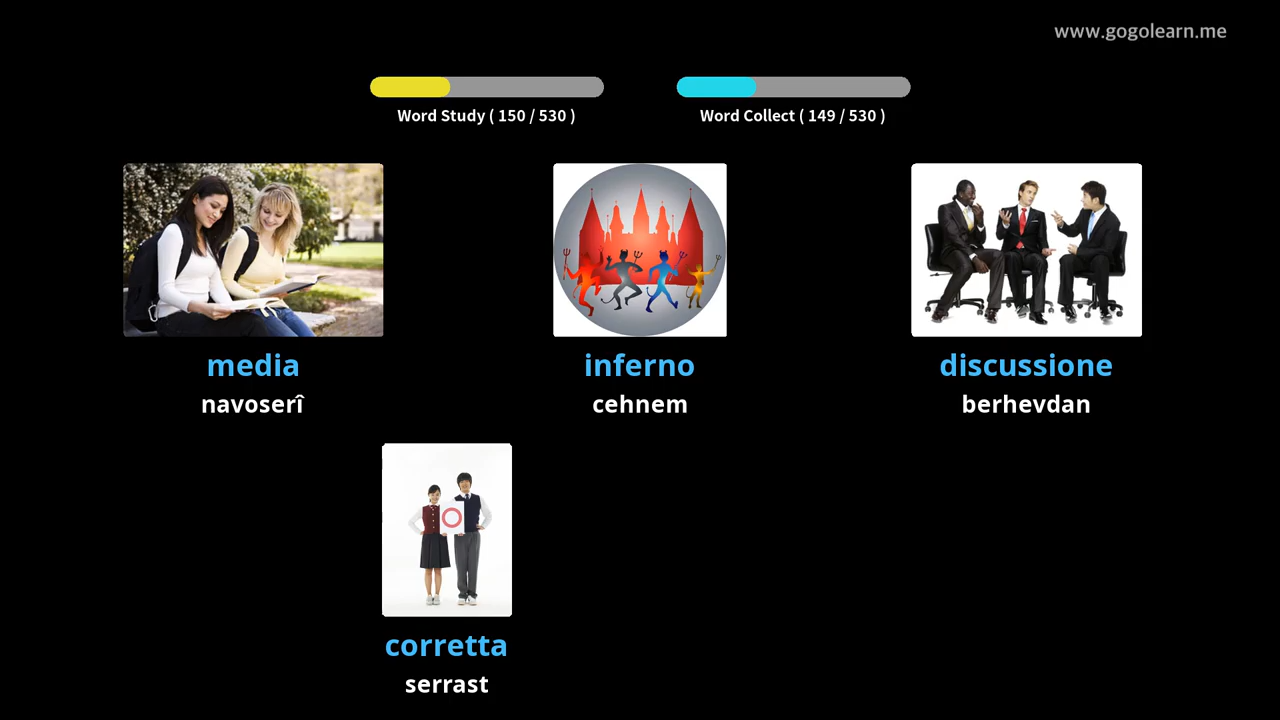 www.gogolearn.me
Word Study ( 150 / 530 )
Word Collect ( 149 / 530 )
media
navoserî
inferno
cehnem
discussione
berhevdan
corretta
serrast